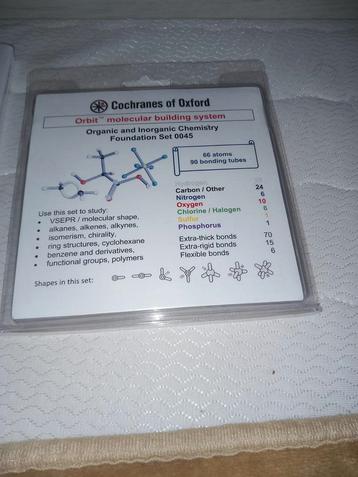 Cochranes of Oxford
Orbit™ molecular building system
Organic and Inorganic Chemistry
Foundation Set 0045
66 atoms
90 bonding tubes
Use this set to study:
• VSEPR / molecular shape,
• alkanes, alkenes, alkynes,
• isomerism, chirality,
• ring structures, cyclohexane
• benzene and derivatives,
• functional groups, polymers
Hydrogen
Carbon / Other 24
Nitrogen 6
Oxygen 10
Chlorine / Halogen
Sulfur
Phosphorus 1
Extra-thick bonds 70
Extra-rigid bonds 15
Flexible bonds 6
Shapes in this set: